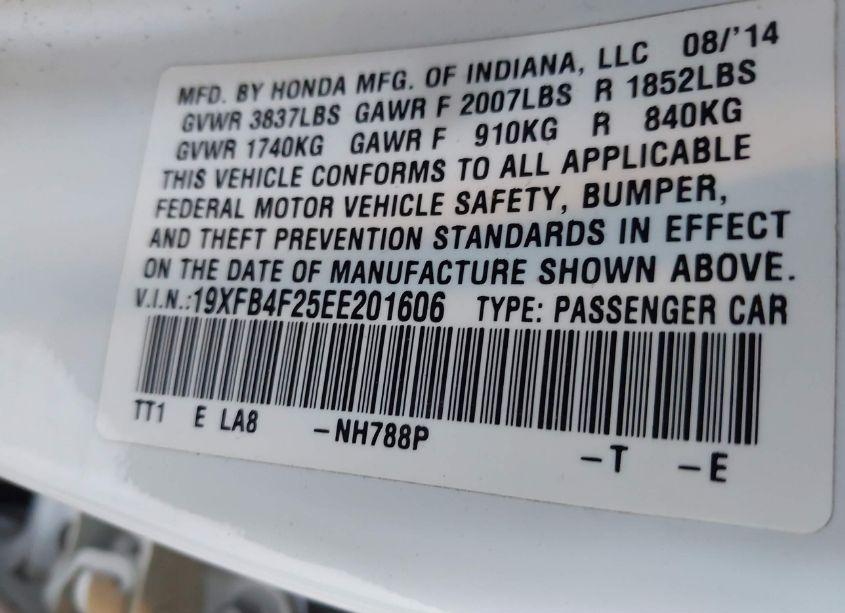 MFD. BY HONDA MFG. OF INDIANA, LLC 08/'14
GVWR 3837LBS GAWR F 2007LBS R 1852LBS
GVWR 1740KG GAWR F 910KG R 840KG
THIS VEHICLE CONFORMS TO ALL APPLICABLE
FEDERAL MOTOR VEHICLE SAFETY, BUMPER,
AND THEFT PREVENTION STANDARDS IN EFFECT
ON THE DATE OF MANUFACTURE SHOWN ABOVE.
V.I.N.:19XFB4F25EE201606 TYPE: PASSENGER CAR
TT1 E LA8 -NH788P -T -E